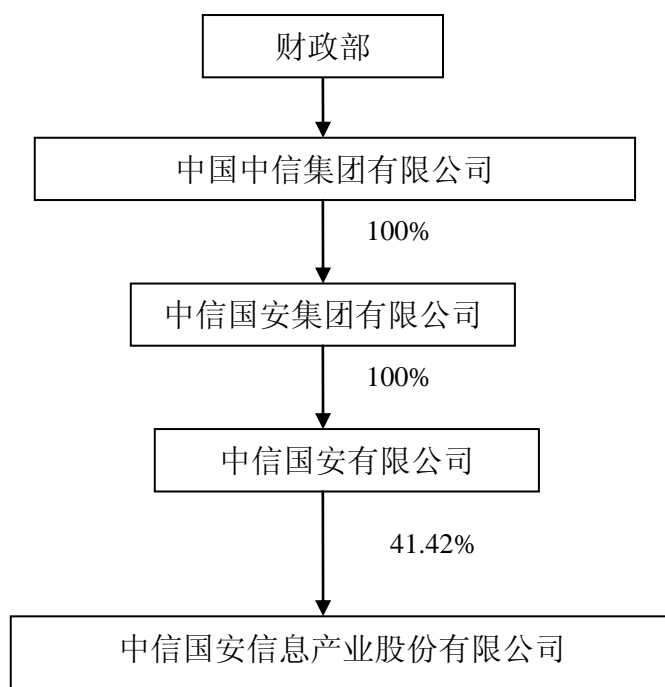 财政部
中国中信集团有限公司
100%
中信国安集团有限公司
100%
中信国安有限公司
41.42%
中信国安信息产业股份有限公司